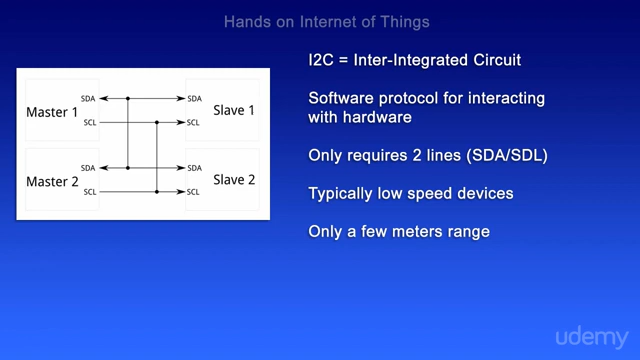 Hands on Internet of Things
I2C = Inter-Integrated Circuit
Software protocol for interacting
with hardware
Only requires 2 lines (SDA/SDL)
Typically low speed devices
Only a few meters range
Master 1
SDA
SCL
SDA
SCL
Slave 1
Master 2
SDA
SCL
SDA
SCL
Slave 2
udemy